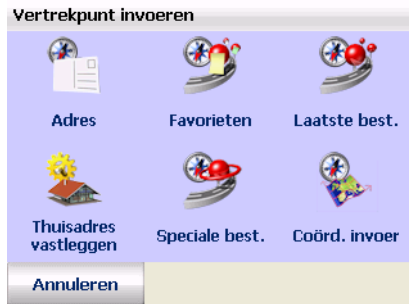 Vertrekpunt invoeren
Adres
Favorieten
Laatste best.
Thuisadres
vastleggen
Speciale best.
Coörd. invoer
Annuleren